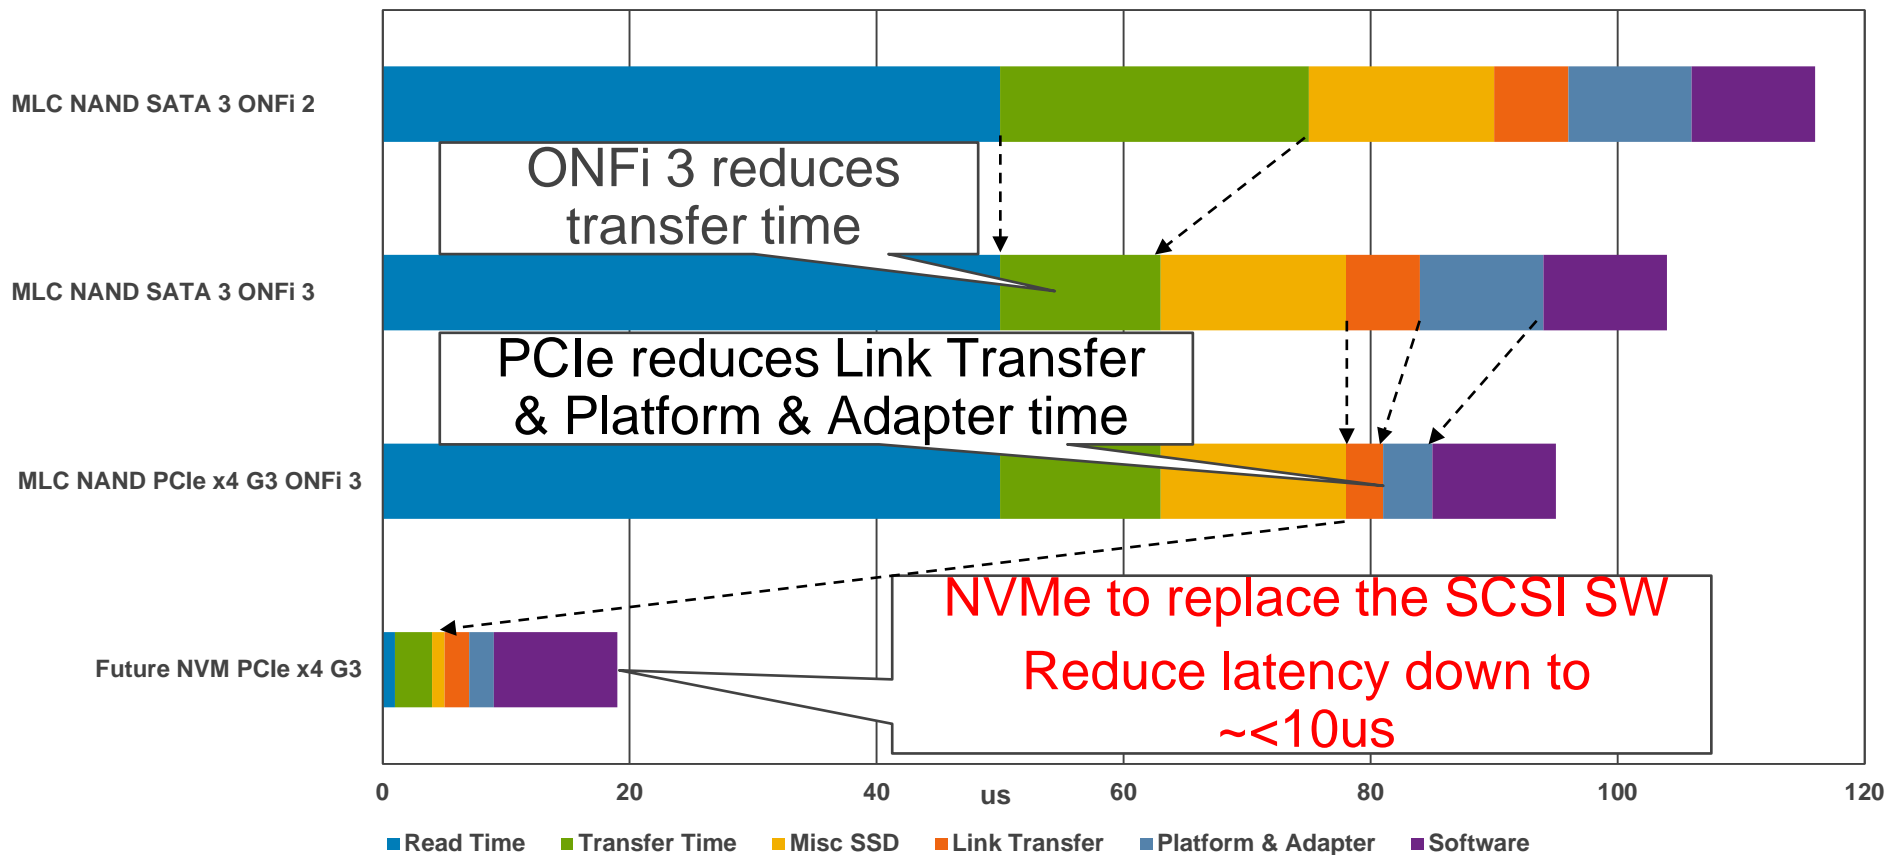 MLC NAND SATA 3 ONFi 2
ONFi 3 reduces
transfer time
MLC NAND SATA 3 ONFi 3
PCIe reduces Link Transfer
& Platform & Adapter time
MLC NAND PCIe x4 G3 ONFi 3
NVMe to replace the SCSI SW
Reduce latency down to
~<10us
Future NVM PCIe x4 G3
0 20 40 us 60 80 100 120
Read Time Transfer Time Misc SSD Link Transfer Platform & Adapter Software